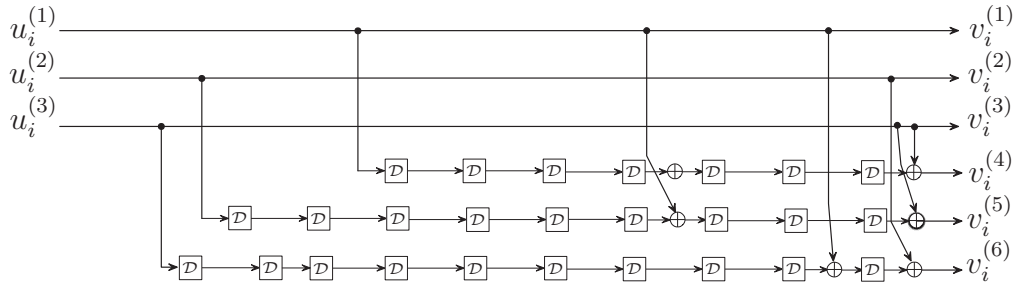 u_i^{(1)} v_i^{(1)}
u_i^{(2)} v_i^{(2)}
u_i^{(3)} v_i^{(3)}
𝒟 𝒟 𝒟 𝒟 𝒟 𝒟 𝒟 v_i^{(4)}
𝒟 𝒟 𝒟 𝒟 𝒟 𝒟 𝒟 𝒟 𝒟 v_i^{(5)}
𝒟 𝒟 𝒟 𝒟 𝒟 𝒟 𝒟 𝒟 𝒟 v_i^{(6)}